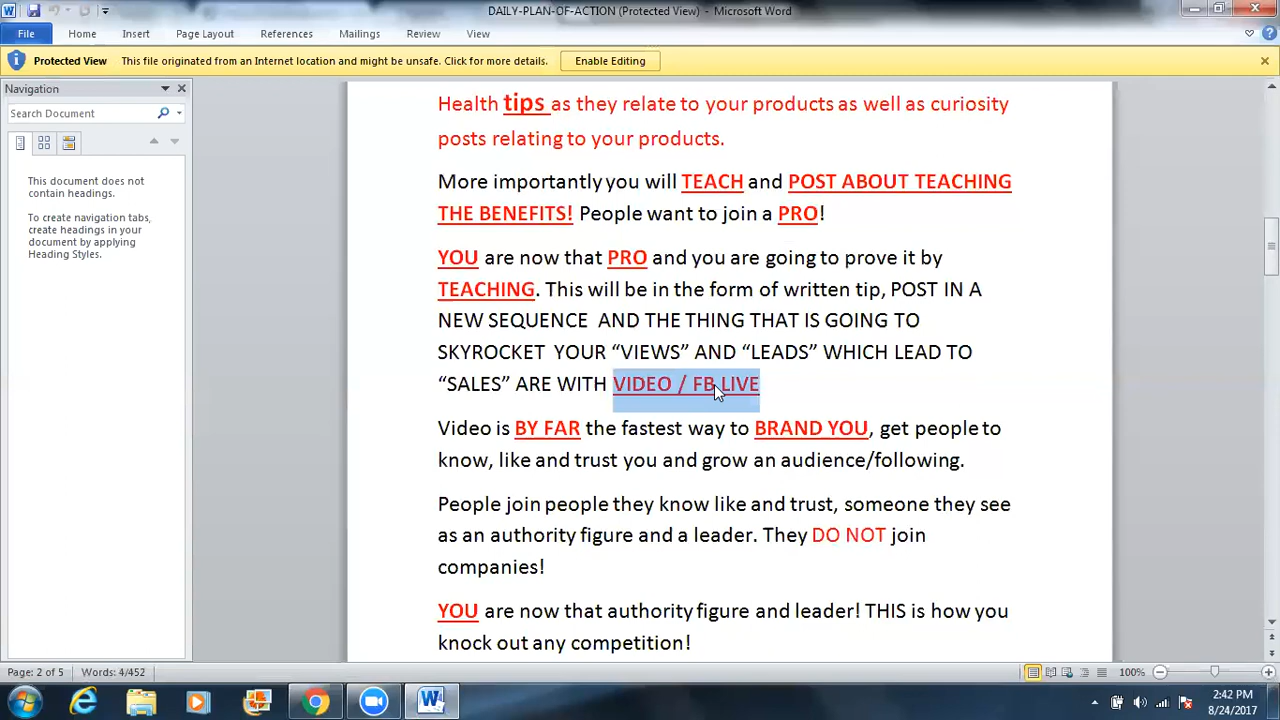 DAILY-PLAN-OF-ACTION (Protected View) - Microsoft Word
File Home Insert Page Layout References Mailings Review View
Protected View This file originated from an Internet location and might be unsafe. Click for more details. Enable Editing
Navigation
Search Document
This document does not
contain headings.
To create navigation tabs,
create headings in your
document by applying
Heading Styles.
Health tips as they relate to your products as well as curiosity
posts relating to your products.
More importantly you will TEACH and POST ABOUT TEACHING
THE BENEFITS! People want to join a PRO!
YOU are now that PRO and you are going to prove it by
TEACHING. This will be in the form of written tip, POST IN A
NEW SEQUENCE AND THE THING THAT IS GOING TO
SKYROCKET YOUR “VIEWS” AND “LEADS” WHICH LEAD TO
“SALES” ARE WITH VIDEO / FB LIVE
Video is BY FAR the fastest way to BRAND YOU, get people to
know, like and trust you and grow an audience/following.
People join people they know like and trust, someone they see
as an authority figure and a leader. They DO NOT join
companies!
YOU are now that authority figure and leader! THIS is how you
knock out any competition!
Page: 2 of 5 Words: 4/452 100%
2:42 PM
8/24/2017